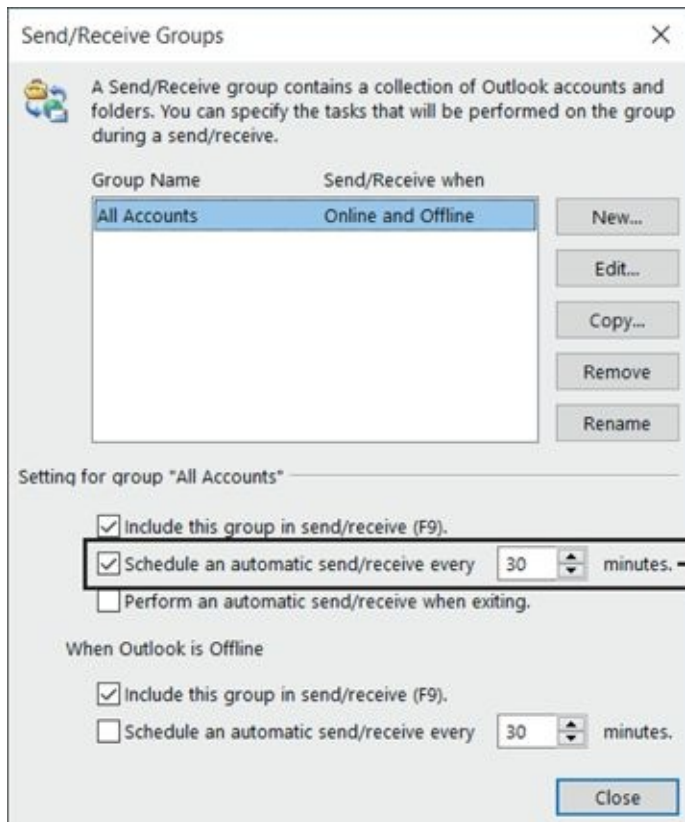 Send/Receive Groups
A Send/Receive group contains a collection of Outlook accounts and
folders. You can specify the tasks that will be performed on the group
during a send/receive.
Group Name Send/Receive when
All Accounts Online and Offline
New...
Edit...
Copy...
Remove
Rename
Setting for group "All Accounts"
Include this group in send/receive (F9).
Schedule an automatic send/receive every 30 minutes.
Perform an automatic send/receive when exiting.
When Outlook is Offline
Include this group in send/receive (F9).
Schedule an automatic send/receive every 30 minutes.
Close